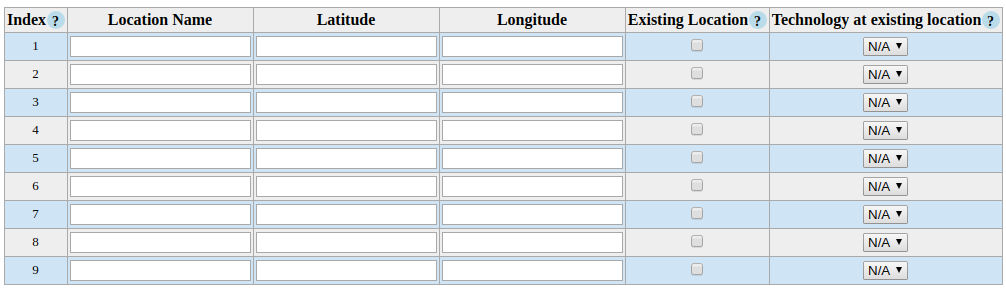 Index ? Location Name Latitude Longitude Existing Location ? Technology at existing location ?
1 N/A ▼
2 N/A ▼
3 N/A ▼
4 N/A ▼
5 N/A ▼
6 N/A ▼
7 N/A ▼
8 N/A ▼
9 N/A ▼